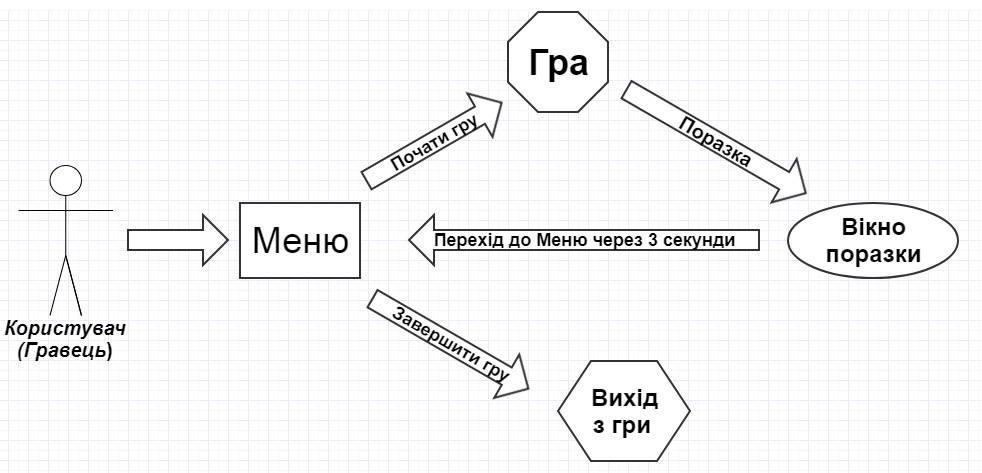 Гра
Почати гру
Поразка
Меню
Перехід до Меню через 3 секунди
Вікно
поразки
Користувач
(Гравець)
Завершити гру
Вихід
з гри